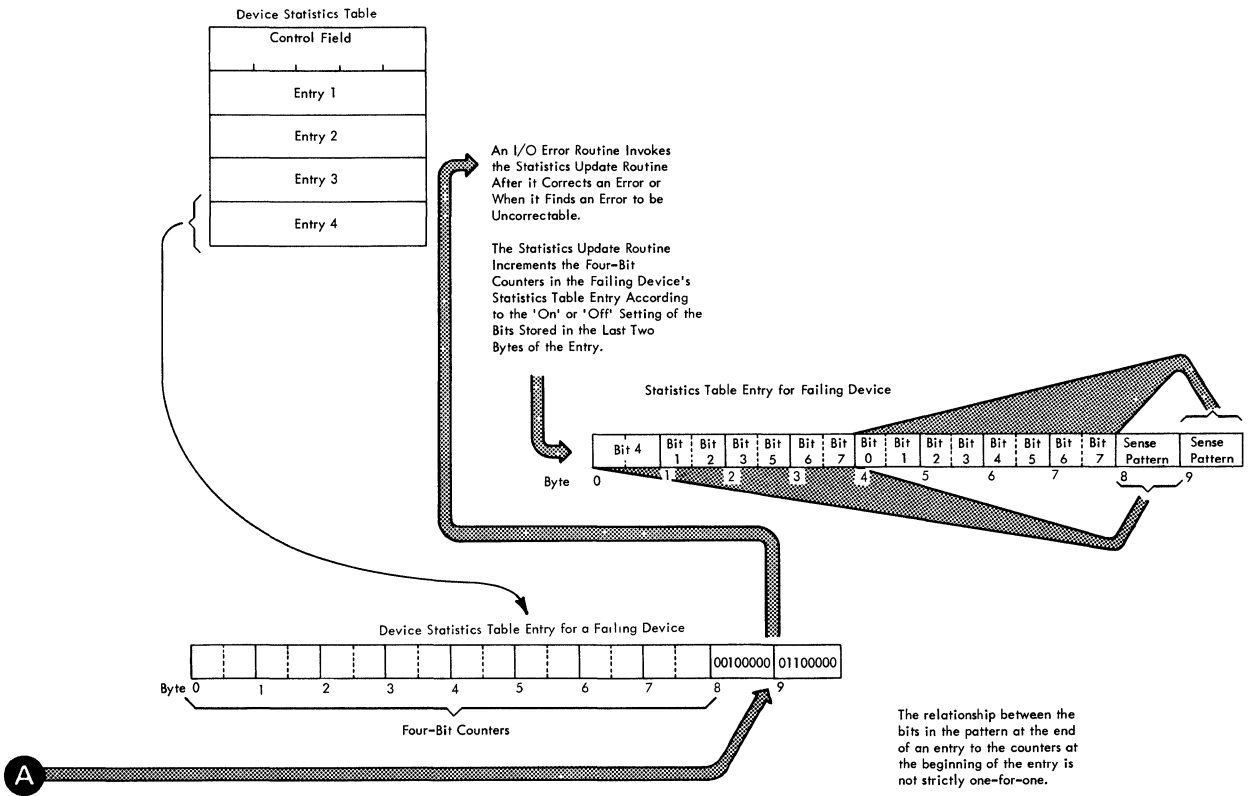 Device Statistics Table
Control Field
Entry 1
Entry 2
Entry 3
Entry 4
An I/O Error Routine Invokes
the Statistics Update Routine
After it Corrects an Error or
When it Finds an Error to be
Uncorrectable.
The Statistics Update Routine
Increments the Four-Bit
Counters in the Failing Device's
Statistics Table Entry According
to the 'On' or 'Off' Setting of the
Bits Stored in the Last Two
Bytes of the Entry.
Statistics Table Entry for Failing Device
Bit 4 Bit 1 Bit 2 Bit 3 Bit 5 Bit 6 Bit 7 Bit 0 Bit 1 Bit 2 Bit 3 Bit 4 Bit 5 Bit 6 Bit 7 Sense Pattern Sense Pattern
Byte 0 1 2 3 4 5 6 7 8 9
Device Statistics Table Entry for a Failing Device
00100000 01100000
Byte 0 1 2 3 4 5 6 7 8 9
Four-Bit Counters
The relationship between the
bits in the pattern at the end
of an entry to the counters at
the beginning of the entry is
not strictly one-for-one.
A